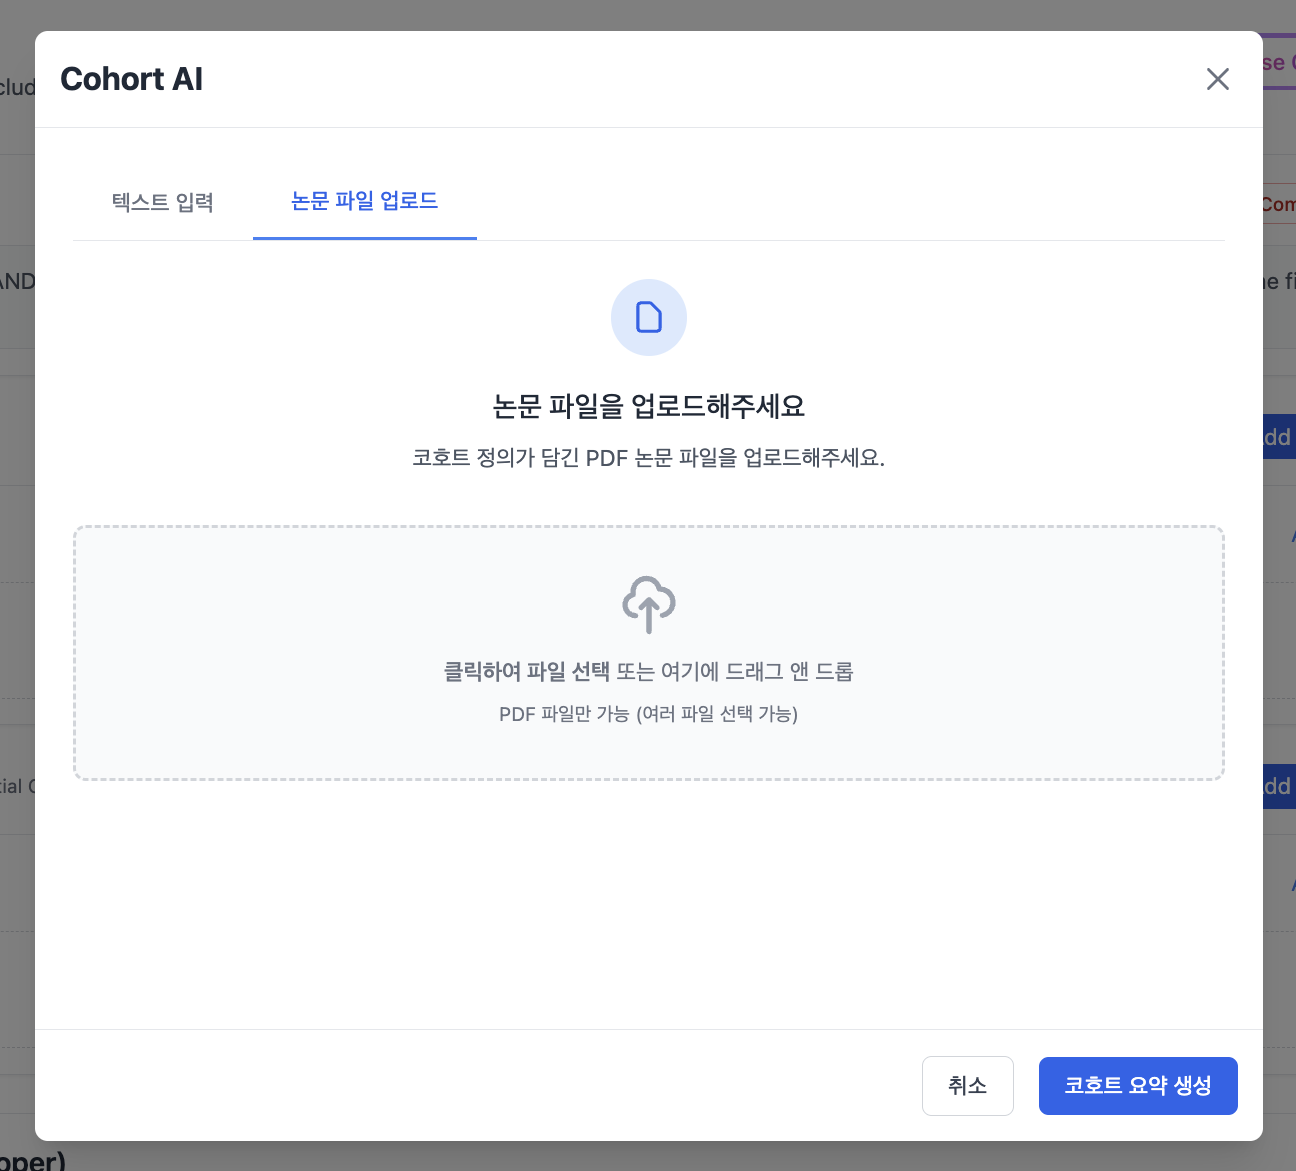 Cohort AI
텍스트 입력
논문 파일 업로드
논문 파일을 업로드해주세요
코호트 정의가 담긴 PDF 논문 파일을 업로드해주세요.
클릭하여 파일 선택 또는 여기에 드래그 앤 드롭
PDF 파일만 가능 (여러 파일 선택 가능)
취소
코호트 요약 생성